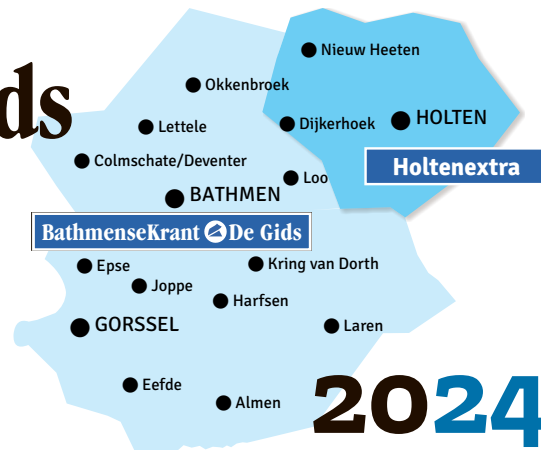 Nieuw Heeten
Okkenbroek
ds
Lettele
Dijkerhoek
HOLTEN
Colmschate/Deventer
Holtenextra
Loo
BATHMEN
BathmenseKrant De Gids
Epse
Kring van Dorth
Joppe
Harfsen
GORSSEL
Laren
Eefde
Almen
2024